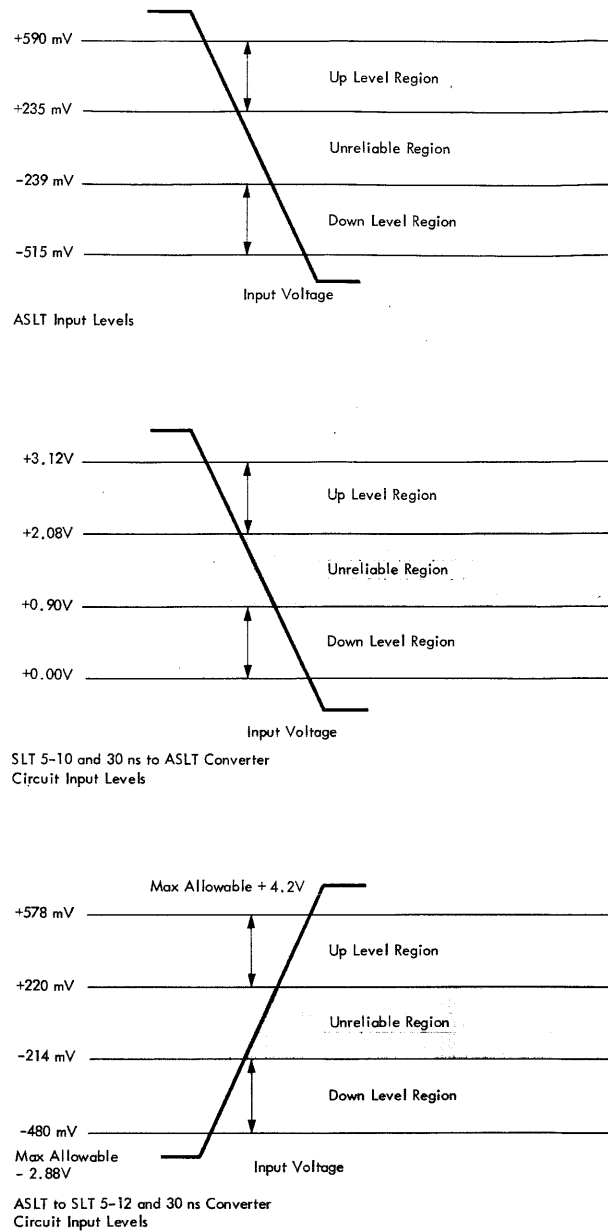 +590 mV
Up Level Region
+235 mV
Unreliable Region
-239 mV
Down Level Region
-515 mV
Input Voltage
ASLT Input Levels
+3.12V
Up Level Region
+2.08V
Unreliable Region
+0.90V
Down Level Region
+0.00V
Input Voltage
SLT 5-10 and 30 ns to ASLT Converter
Circuit Input Levels
Max Allowable + 4.2V
+578 mV
Up Level Region
+220 mV
Unreliable Region
-214 mV
Down Level Region
-480 mV
Max Allowable
- 2.88V
Input Voltage
ASLT to SLT 5-12 and 30 ns Converter
Circuit Input Levels